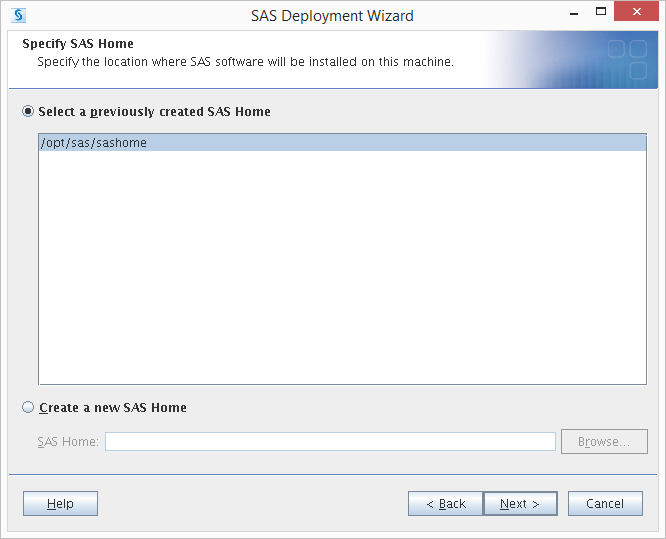 SAS Deployment Wizard
Specify SAS Home
Specify the location where SAS software will be installed on this machine.
Select a previously created SAS Home
/opt/sas/sashome
Create a new SAS Home
SAS Home:
Browse...
Help
< Back
Next >
Cancel